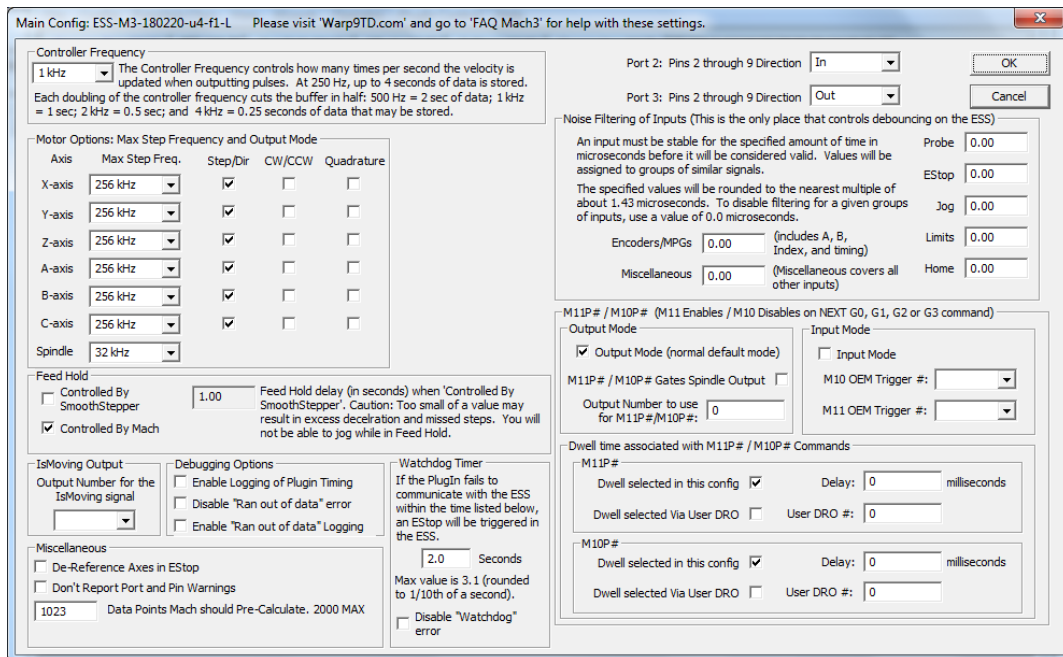 Main Config: ESS-M3-180220-u4-f1-L Please visit 'Warp9TD.com' and go to 'FAQ Mach3' for help with these settings.
Controller Frequency
1 kHz
The Controller Frequency controls how many times per second the velocity is
updated when outputting pulses. At 250 Hz, up to 4 seconds of data is stored.
Each doubling of the controller frequency cuts the buffer in half: 500 Hz = 2 sec of data; 1 kHz
= 1 sec; 2 kHz = 0.5 sec; and 4 kHz = 0.25 seconds of data that may be stored.
Motor Options: Max Step Frequency and Output Mode
Axis Max Step Freq. Step/Dir CW/CCW Quadrature
X-axis 256 kHz
Y-axis 256 kHz
Z-axis 256 kHz
A-axis 256 kHz
B-axis 256 kHz
C-axis 256 kHz
Spindle 32 kHz
Feed Hold
Controlled By
SmoothStepper
Controlled By Mach
1.00
Feed Hold delay (in seconds) when 'Controlled By
SmoothStepper'. Caution: Too small of a value may
result in excess decelration and missed steps. You will
not be able to jog while in Feed Hold.
IsMoving Output
Output Number for the
IsMoving signal
Debugging Options
Enable Logging of Plugin Timing
Disable "Ran out of data" error
Enable "Ran out of data" Logging
Watchdog Timer
If the PlugIn fails to
communicate with the ESS
within the time listed below,
an EStop will be triggered in
the ESS.
2.0 Seconds
Max value is 3.1 (rounded
to 1/10th of a second).
Disable "Watchdog"
error
Miscellaneous
De-Reference Axes in EStop
Don't Report Port and Pin Warnings
1023 Data Points Mach should Pre-Calculate. 2000 MAX
Port 2: Pins 2 through 9 Direction In
Port 3: Pins 2 through 9 Direction Out
OK
Cancel
Noise Filtering of Inputs (This is the only place that controls debouncing on the ESS)
An input must be stable for the specified amount of time in
microseconds before it will be considered valid. Values will be
assigned to groups of similar signals.
The specified values will be rounded to the nearest multiple of
about 1.43 microseconds. To disable filtering for a given groups
of inputs, use a value of 0.0 microseconds.
Encoders/MPGs 0.00 (includes A, B,
Index, and timing)
Miscellaneous 0.00 (Miscellaneous covers all
other inputs)
Probe 0.00
EStop 0.00
Jog 0.00
Limits 0.00
Home 0.00
M11P# / M10P# (M11 Enables / M10 Disables on NEXT G0, G1, G2 or G3 command)
Output Mode
Output Mode (normal default mode)
M11P# / M10P# Gates Spindle Output
Output Number to use
for M11P#/M10P#: 0
Input Mode
Input Mode
M10 OEM Trigger #:
M11 OEM Trigger #:
Dwell time associated with M11P# / M10P# Commands
M11P#
Dwell selected in this config Delay: 0 milliseconds
Dwell selected Via User DRO User DRO #: 0
M10P#
Dwell selected in this config Delay: 0 milliseconds
Dwell selected Via User DRO User DRO #: 0